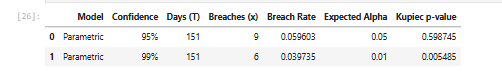 [26]:
Model Confidence Days (T) Breaches (x) Breach Rate Expected Alpha Kupiec p-value
0 Parametric 95% 151 9 0.059603 0.05 0.598745
1 Parametric 99% 151 6 0.039735 0.01 0.005485